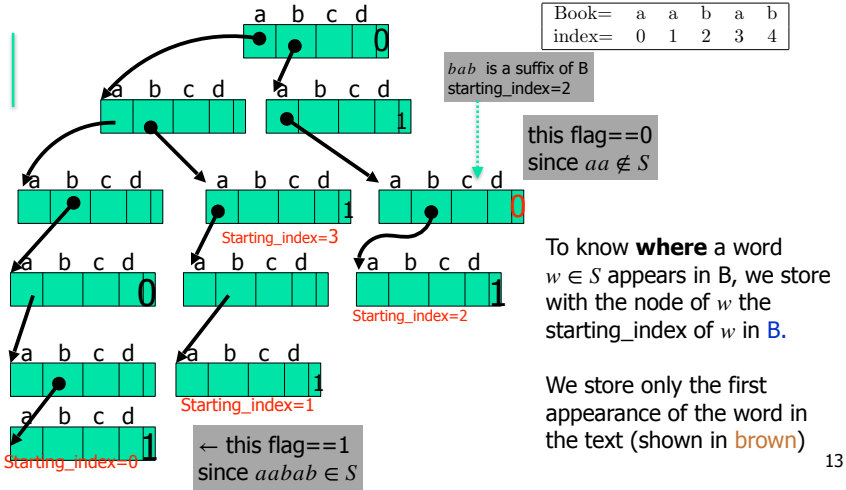 a b c d
0
Book= a a b a b
index= 0 1 2 3 4
bab is a suffix of B
starting_index=2
a b c d
a b c d
1
this flag==0
since aa ∉ S
a b c d
a b c d
1
a b c d
0
Starting_index=3
To know where a word
w ∈ S appears in B, we store
with the node of w the
starting_index of w in B.
a b c d
0
a b c d
a b c d
1
Starting_index=2
We store only the first
appearance of the word in
the text (shown in brown)
a b c d
a b c d
1
Starting_index=1
a b c d
1
Starting_index=0
← this flag==1
since aabab ∈ S
13